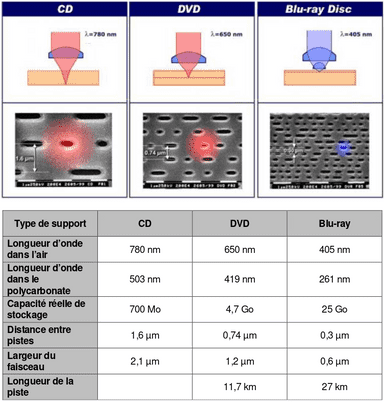 CD DVD Blu-ray Disc
λ=780 nm λ=650 nm λ=405 nm
1,6 µm 0,74 µm
Type de support CD DVD Blu-ray
Longueur d'onde dans l'air 780 nm 650 nm 405 nm
Longueur d'onde dans le polycarbonate 503 nm 419 nm 261 nm
Capacité réelle de stockage 700 Mo 4,7 Go 25 Go
Distance entre pistes 1,6 µm 0,74 µm 0,3 µm
Largeur du faisceau 2,1 µm 1,2 µm 0,6 µm
Longueur de la piste 11,7 km 27 km